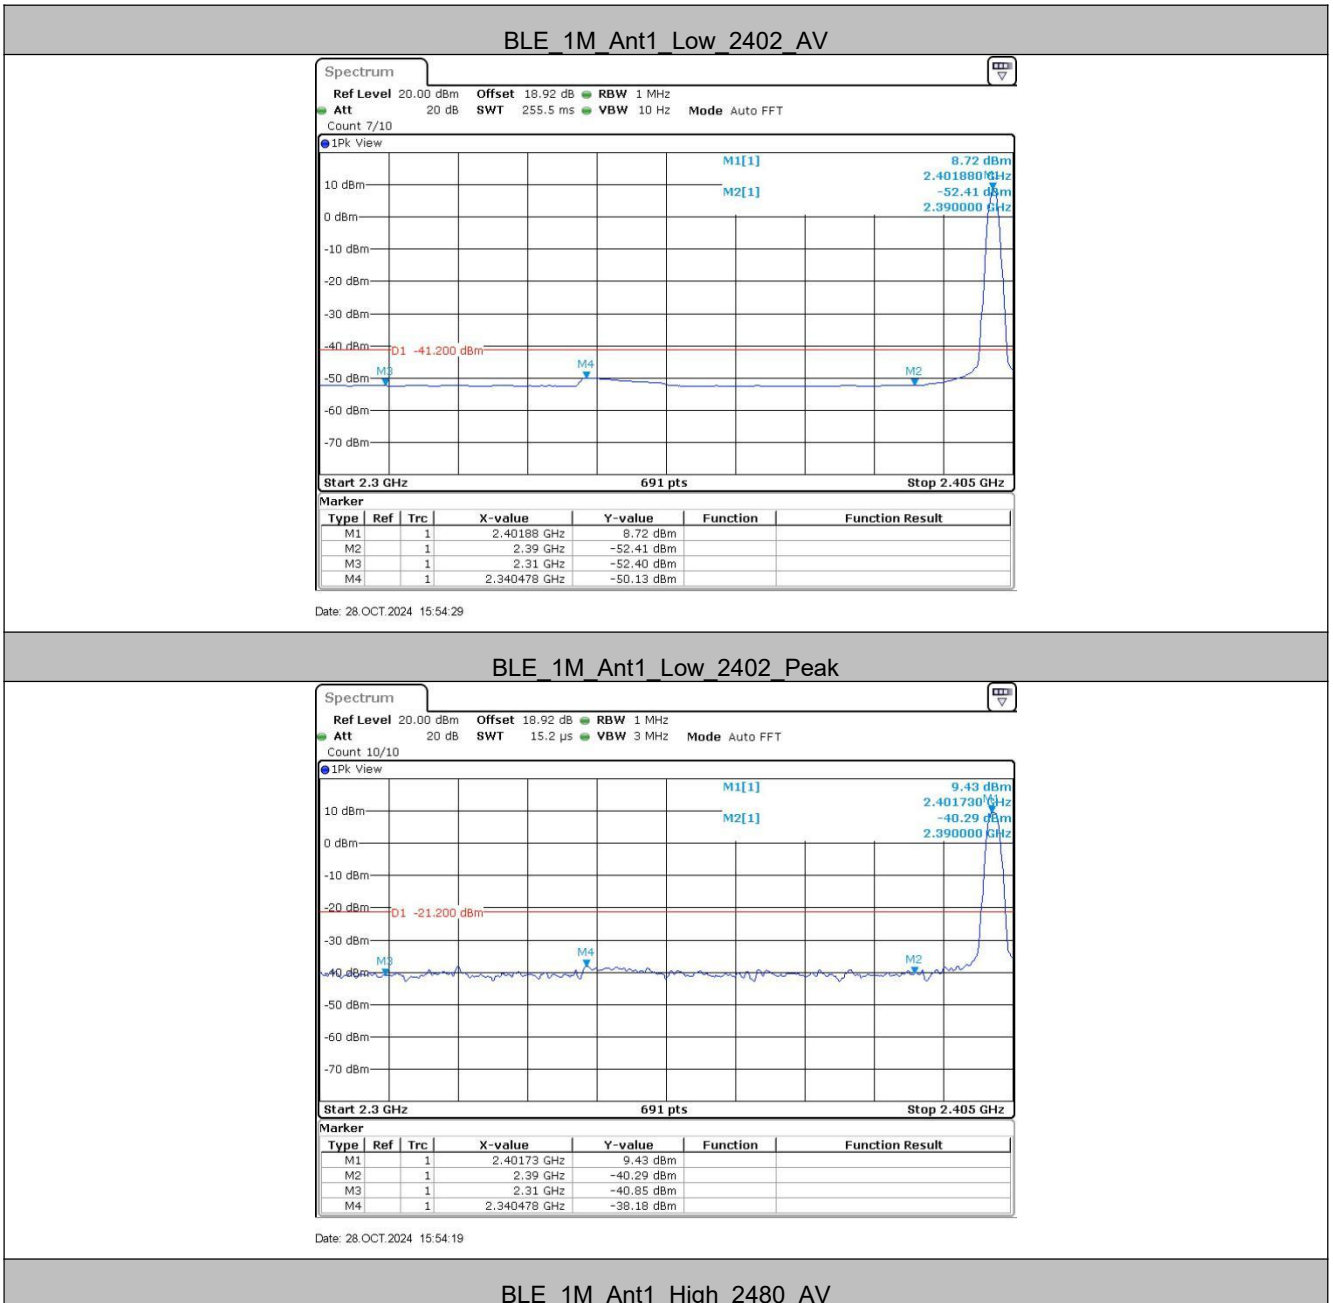 BLE_1M_Ant1_Low_2402_AV
Spectrum
Ref Level 20.00 dBm Offset 18.92 dB RBW 1 MHz
Att 20 dB SWT 255.5 ms VBW 10 Hz Mode Auto FFT
Count 7/10
1Pk View
M1[1] 8.72 dBm
2.401880 GHz
M2[1] -52.41 dBm
2.390000 GHz
M1
10 dBm
0 dBm
-10 dBm
-20 dBm
-30 dBm
-40 dBm
D1 -41.200 dBm
M3
M4
M2
-50 dBm
-60 dBm
-70 dBm
Start 2.3 GHz 691 pts Stop 2.405 GHz
Marker
Type Ref Trc X-value Y-value Function Function Result
M1 1 2.40188 GHz 8.72 dBm
M2 1 2.39 GHz -52.41 dBm
M3 1 2.31 GHz -52.40 dBm
M4 1 2.340478 GHz -50.13 dBm
Date: 28.OCT.2024 15:54:29
BLE_1M_Ant1_Low_2402_Peak
Spectrum
Ref Level 20.00 dBm Offset 18.92 dB RBW 1 MHz
Att 20 dB SWT 15.2 µs VBW 3 MHz Mode Auto FFT
Count 10/10
1Pk View
M1[1] 9.43 dBm
2.401730 GHz
M2[1] -40.29 dBm
2.390000 GHz
M1
10 dBm
0 dBm
-10 dBm
-20 dBm
D1 -21.200 dBm
-30 dBm
M3
M4
M2
-40 dBm
-50 dBm
-60 dBm
-70 dBm
Start 2.3 GHz 691 pts Stop 2.405 GHz
Marker
Type Ref Trc X-value Y-value Function Function Result
M1 1 2.40173 GHz 9.43 dBm
M2 1 2.39 GHz -40.29 dBm
M3 1 2.31 GHz -40.85 dBm
M4 1 2.340478 GHz -38.18 dBm
Date: 28.OCT.2024 15:54:19
BLE_1M_Ant1_High_2480_AV